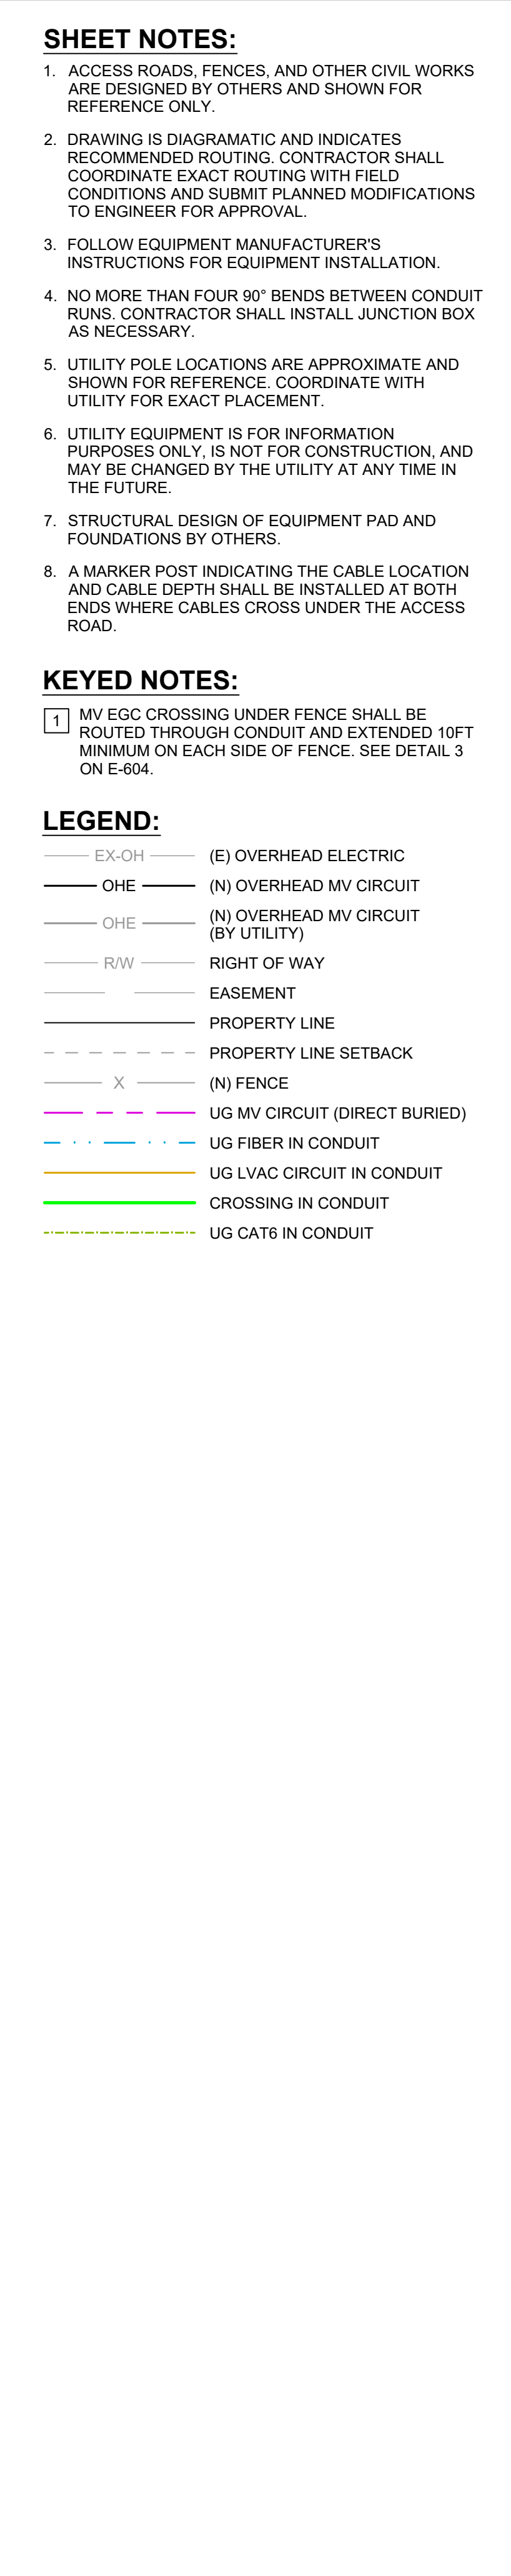 SHEET NOTES:
1. ACCESS ROADS, FENCES, AND OTHER CIVIL WORKS
ARE DESIGNED BY OTHERS AND SHOWN FOR
REFERENCE ONLY.
2. DRAWING IS DIAGRAMATIC AND INDICATES
RECOMMENDED ROUTING. CONTRACTOR SHALL
COORDINATE EXACT ROUTING WITH FIELD
CONDITIONS AND SUBMIT PLANNED MODIFICATIONS
TO ENGINEER FOR APPROVAL.
3. FOLLOW EQUIPMENT MANUFACTURER'S
INSTRUCTIONS FOR EQUIPMENT INSTALLATION.
4. NO MORE THAN FOUR 90° BENDS BETWEEN CONDUIT
RUNS. CONTRACTOR SHALL INSTALL JUNCTION BOX
AS NECESSARY.
5. UTILITY POLE LOCATIONS ARE APPROXIMATE AND
SHOWN FOR REFERENCE. COORDINATE WITH
UTILITY FOR EXACT PLACEMENT.
6. UTILITY EQUIPMENT IS FOR INFORMATION
PURPOSES ONLY, IS NOT FOR CONSTRUCTION, AND
MAY BE CHANGED BY THE UTILITY AT ANY TIME IN
THE FUTURE.
7. STRUCTURAL DESIGN OF EQUIPMENT PAD AND
FOUNDATIONS BY OTHERS.
8. A MARKER POST INDICATING THE CABLE LOCATION
AND CABLE DEPTH SHALL BE INSTALLED AT BOTH
ENDS WHERE CABLES CROSS UNDER THE ACCESS
ROAD.
KEYED NOTES:
1 MV EGC CROSSING UNDER FENCE SHALL BE
ROUTED THROUGH CONDUIT AND EXTENDED 10FT
MINIMUM ON EACH SIDE OF FENCE. SEE DETAIL 3
ON E-604.
LEGEND:
EX-OH (E) OVERHEAD ELECTRIC
OHE (N) OVERHEAD MV CIRCUIT
OHE (N) OVERHEAD MV CIRCUIT
(BY UTILITY)
R/W RIGHT OF WAY
EASEMENT
PROPERTY LINE
PROPERTY LINE SETBACK
X (N) FENCE
UG MV CIRCUIT (DIRECT BURIED)
UG FIBER IN CONDUIT
UG LVAC CIRCUIT IN CONDUIT
CROSSING IN CONDUIT
UG CAT6 IN CONDUIT